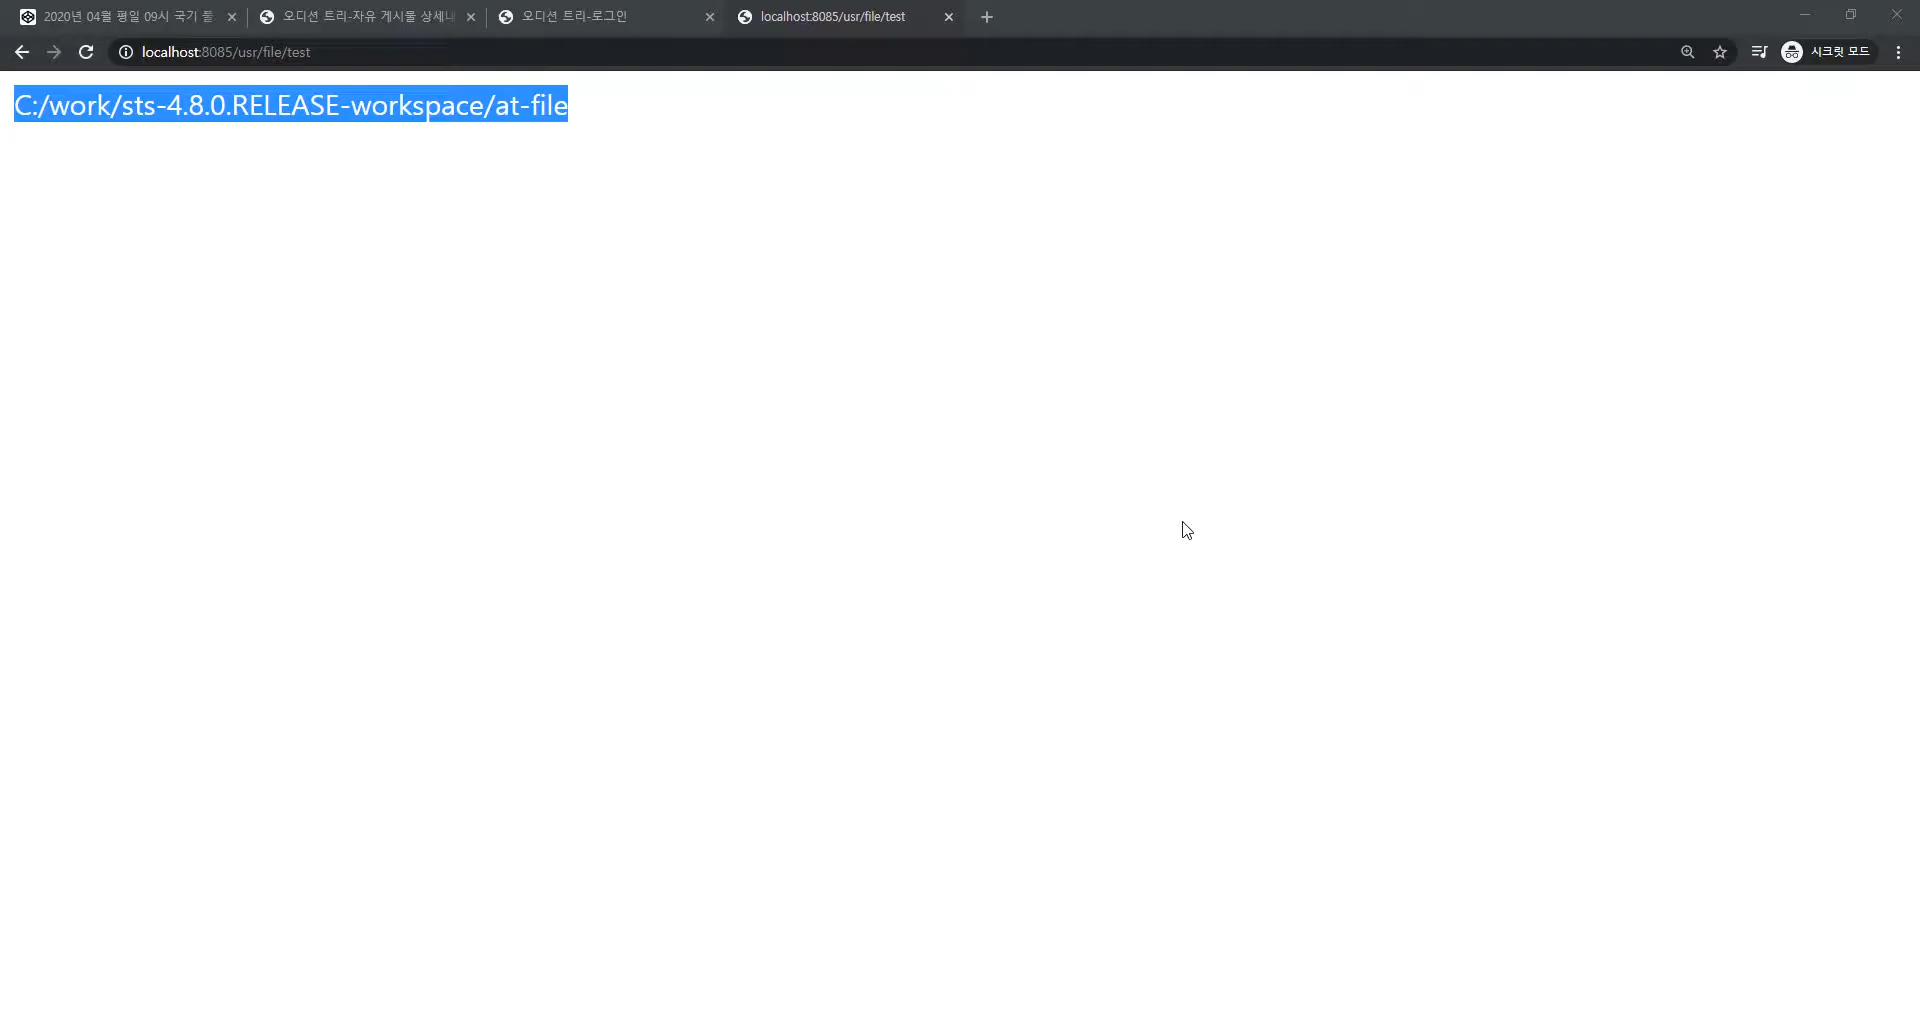 2020년 04월 평일 09시 국기
오디션 트리-자유 게시물 상세내
오디션 트리-로그인
localhost:8085/usr/file/test
localhost:8085/usr/file/test
시크릿 모드
C:/work/sts-4.8.0.RELEASE-workspace/at-file